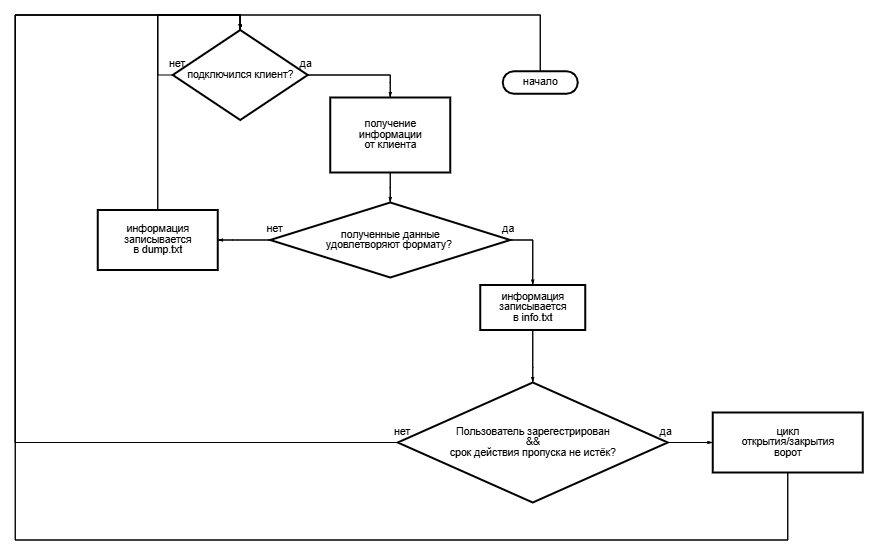 нет
да
подключился клиент?
начало
получение
информации
от клиента
информация
записывается
в dump.txt
нет
полученные данные
удовлетворяют формату?
да
информация
записывается
в info.txt
нет
Пользователь зарегестрирован
&&
срок действия пропуска не истёк?
да
цикл
открытия/закрытия
ворот